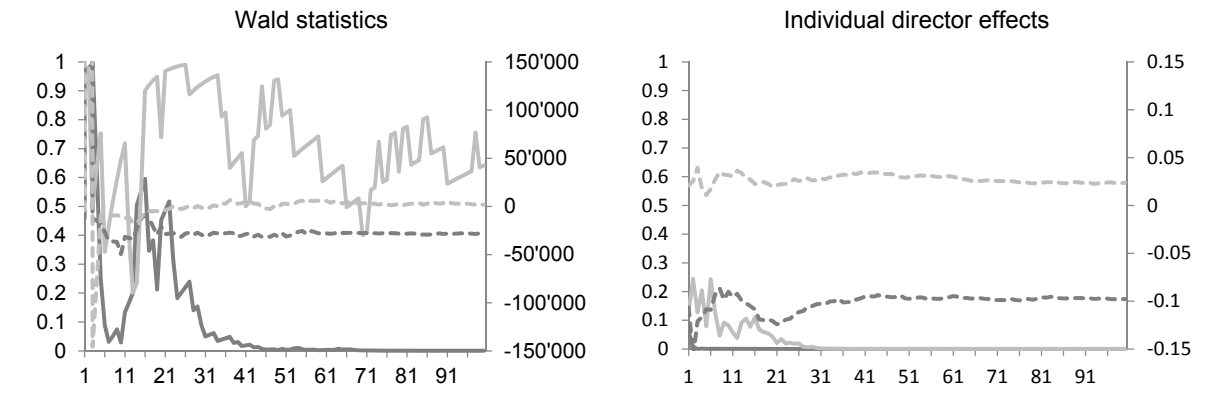 Wald statistics
1 0.9 0.8 0.7 0.6 0.5 0.4 0.3 0.2 0.1 0
150'000 100'000 50'000 0 -50'000 -100'000 -150'000
1 11 21 31 41 51 61 71 81 91
Individual director effects
1 0.9 0.8 0.7 0.6 0.5 0.4 0.3 0.2 0.1 0
0.15 0.1 0.05 0 -0.05 -0.1 -0.15
1 11 21 31 41 51 61 71 81 91